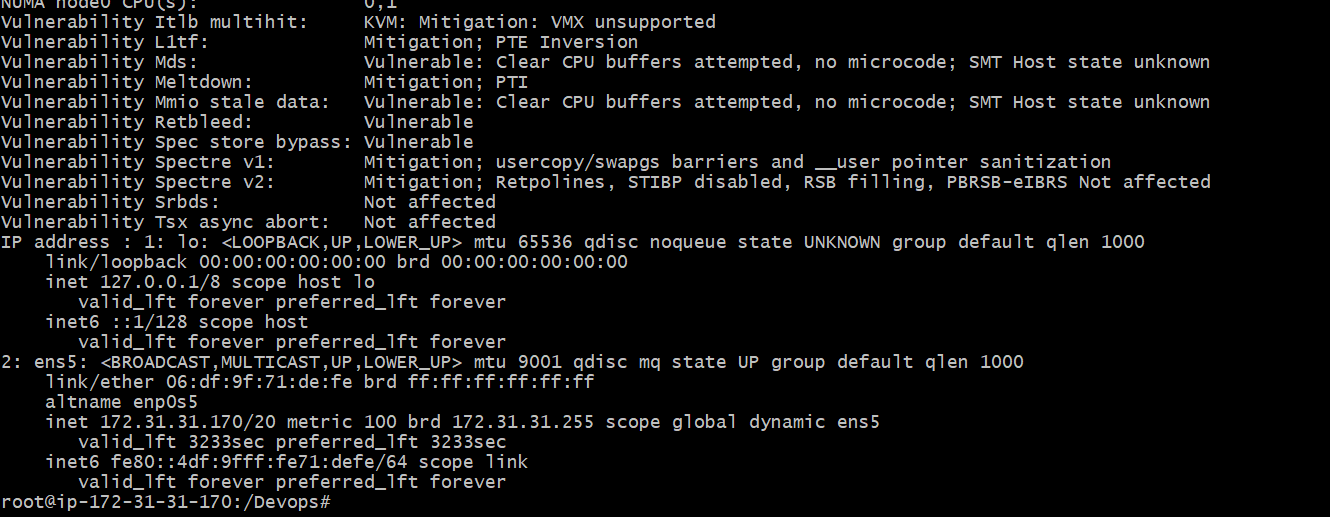 NUMA node0 CPU(s):               0,1
Vulnerability Itlb multihit:     KVM: Mitigation: VMX unsupported
Vulnerability L1tf:              Mitigation; PTE Inversion
Vulnerability Mds:               Vulnerable: Clear CPU buffers attempted, no microcode; SMT Host state unknown
Vulnerability Meltdown:          Mitigation; PTI
Vulnerability Mmio stale data:   Vulnerable: Clear CPU buffers attempted, no microcode; SMT Host state unknown
Vulnerability Retbleed:          Vulnerable
Vulnerability Spec store bypass: Vulnerable
Vulnerability Spectre v1:        Mitigation; usercopy/swapgs barriers and __user pointer sanitization
Vulnerability Spectre v2:        Mitigation; Retpolines, STIBP disabled, RSB filling, PBRSB-eIBRS Not affected
Vulnerability Srbds:             Not affected
Vulnerability Tsx async abort:   Not affected
IP address : 1: lo: <LOOPBACK,UP,LOWER_UP> mtu 65536 qdisc noqueue state UNKNOWN group default qlen 1000
    link/loopback 00:00:00:00:00:00 brd 00:00:00:00:00:00
    inet 127.0.0.1/8 scope host lo
       valid_lft forever preferred_lft forever
    inet6 ::1/128 scope host
       valid_lft forever preferred_lft forever
2: ens5: <BROADCAST,MULTICAST,UP,LOWER_UP> mtu 9001 qdisc mq state UP group default qlen 1000
    link/ether 06:df:9f:71:de:fe brd ff:ff:ff:ff:ff:ff
    altname enp0s5
    inet 172.31.31.170/20 metric 100 brd 172.31.31.255 scope global dynamic ens5
       valid_lft 3233sec preferred_lft 3233sec
    inet6 fe80::4df:9fff:fe71:defe/64 scope link
       valid_lft forever preferred_lft forever
root@ip-172-31-31-170:/Devops#